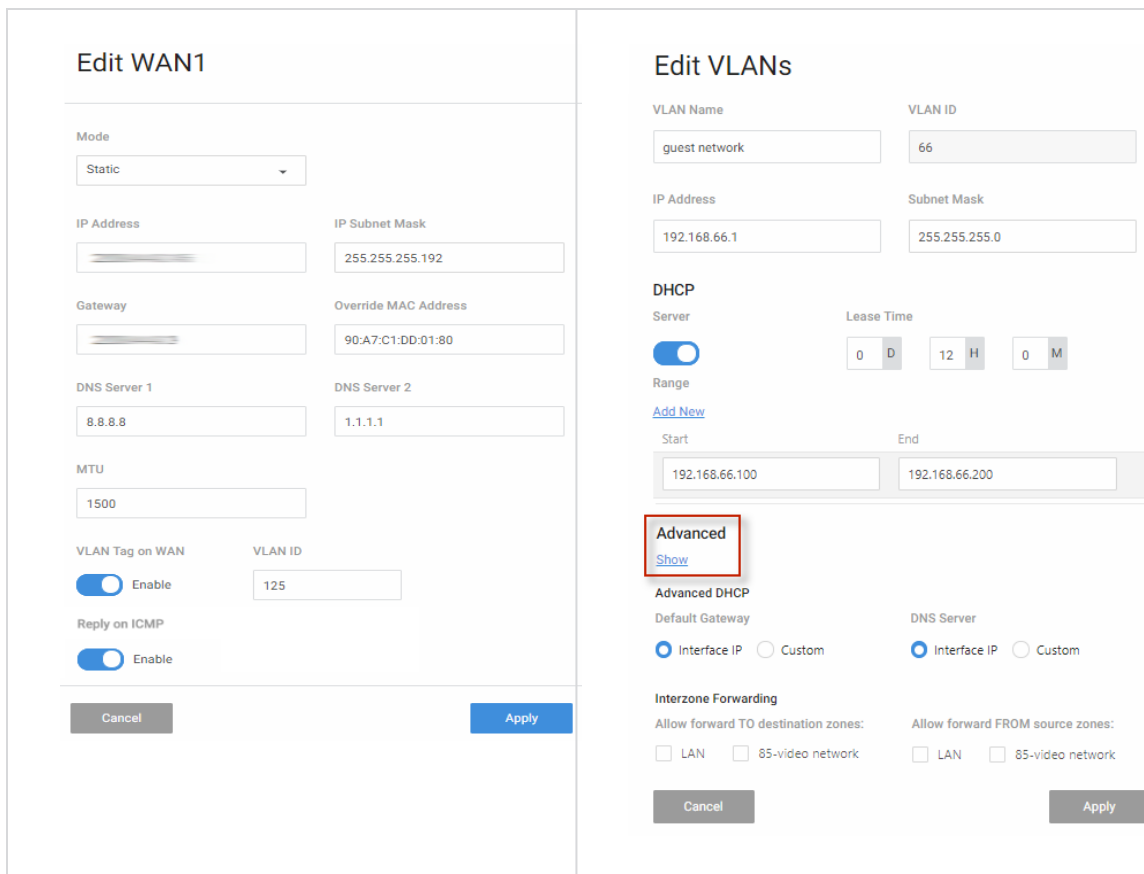 Edit WAN1
Mode
Static
IP Address
IP Subnet Mask
255.255.255.192
Gateway
Override MAC Address
90:A7:C1:DD:01:80
DNS Server 1
DNS Server 2
8.8.8.8
1.1.1.1
MTU
1500
VLAN Tag on WAN
VLAN ID
Enable
125
Reply on ICMP
Enable
Cancel
Apply
Edit VLANs
VLAN Name
VLAN ID
guest network
66
IP Address
Subnet Mask
192.168.66.1
255.255.255.0
DHCP
Server
Lease Time
0 D
12 H
0 M
Range
Add New
Start
End
192.168.66.100
192.168.66.200
Advanced
Show
Advanced DHCP
Default Gateway
DNS Server
Interface IP
Custom
Interface IP
Custom
Interzone Forwarding
Allow forward TO destination zones:
Allow forward FROM source zones:
LAN
85-video network
LAN
85-video network
Cancel
Apply